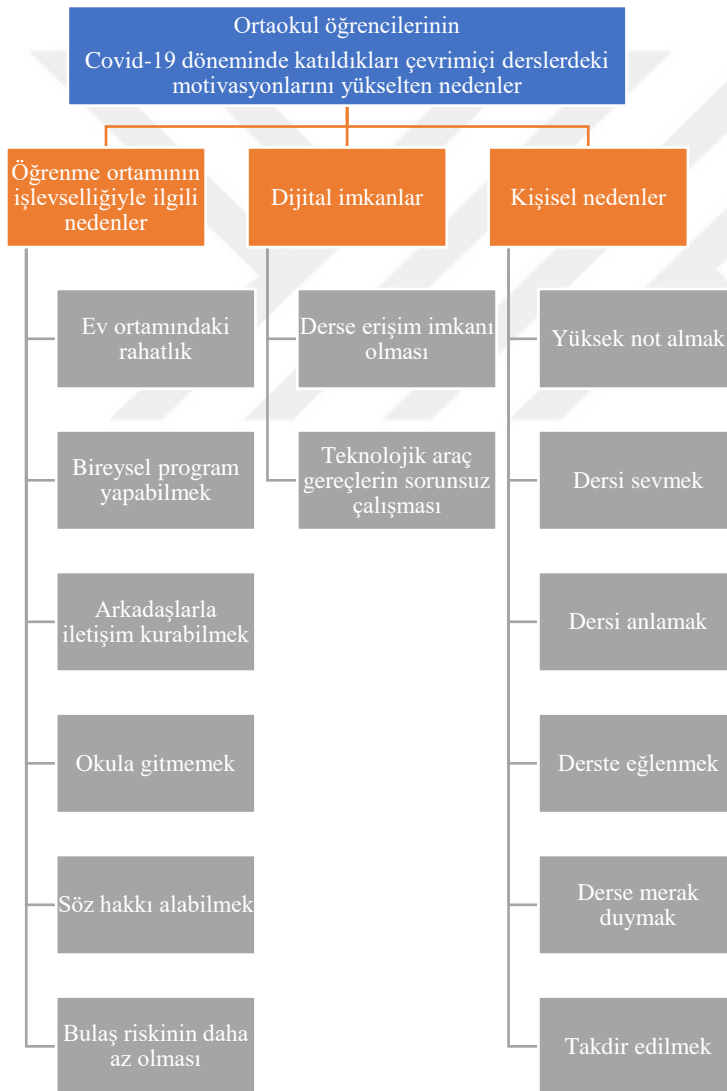 Ortaokul öğrencilerinin
Covid-19 döneminde katıldıkları çevrimiçi derslerdeki
motivasyonlarını yükselten nedenler
Öğrenme ortamının
işlevselliğiyle ilgili
nedenler
Ev ortamındaki
rahatlık
Bireysel program
yapabilmek
Arkadaşlarla
iletişim kurabilmek
Okula gitmemek
Söz hakkı alabilmek
Bulaş riskinin daha
az olması
Dijital imkanlar
Derse erişim imkanı
olması
Teknolojik araç
gereçlerin sorunsuz
çalışması
Kişisel nedenler
Yüksek not almak
Dersi sevmek
Dersi anlamak
Derste eğlenmek
Derse merak
duymak
Takdir edilmek